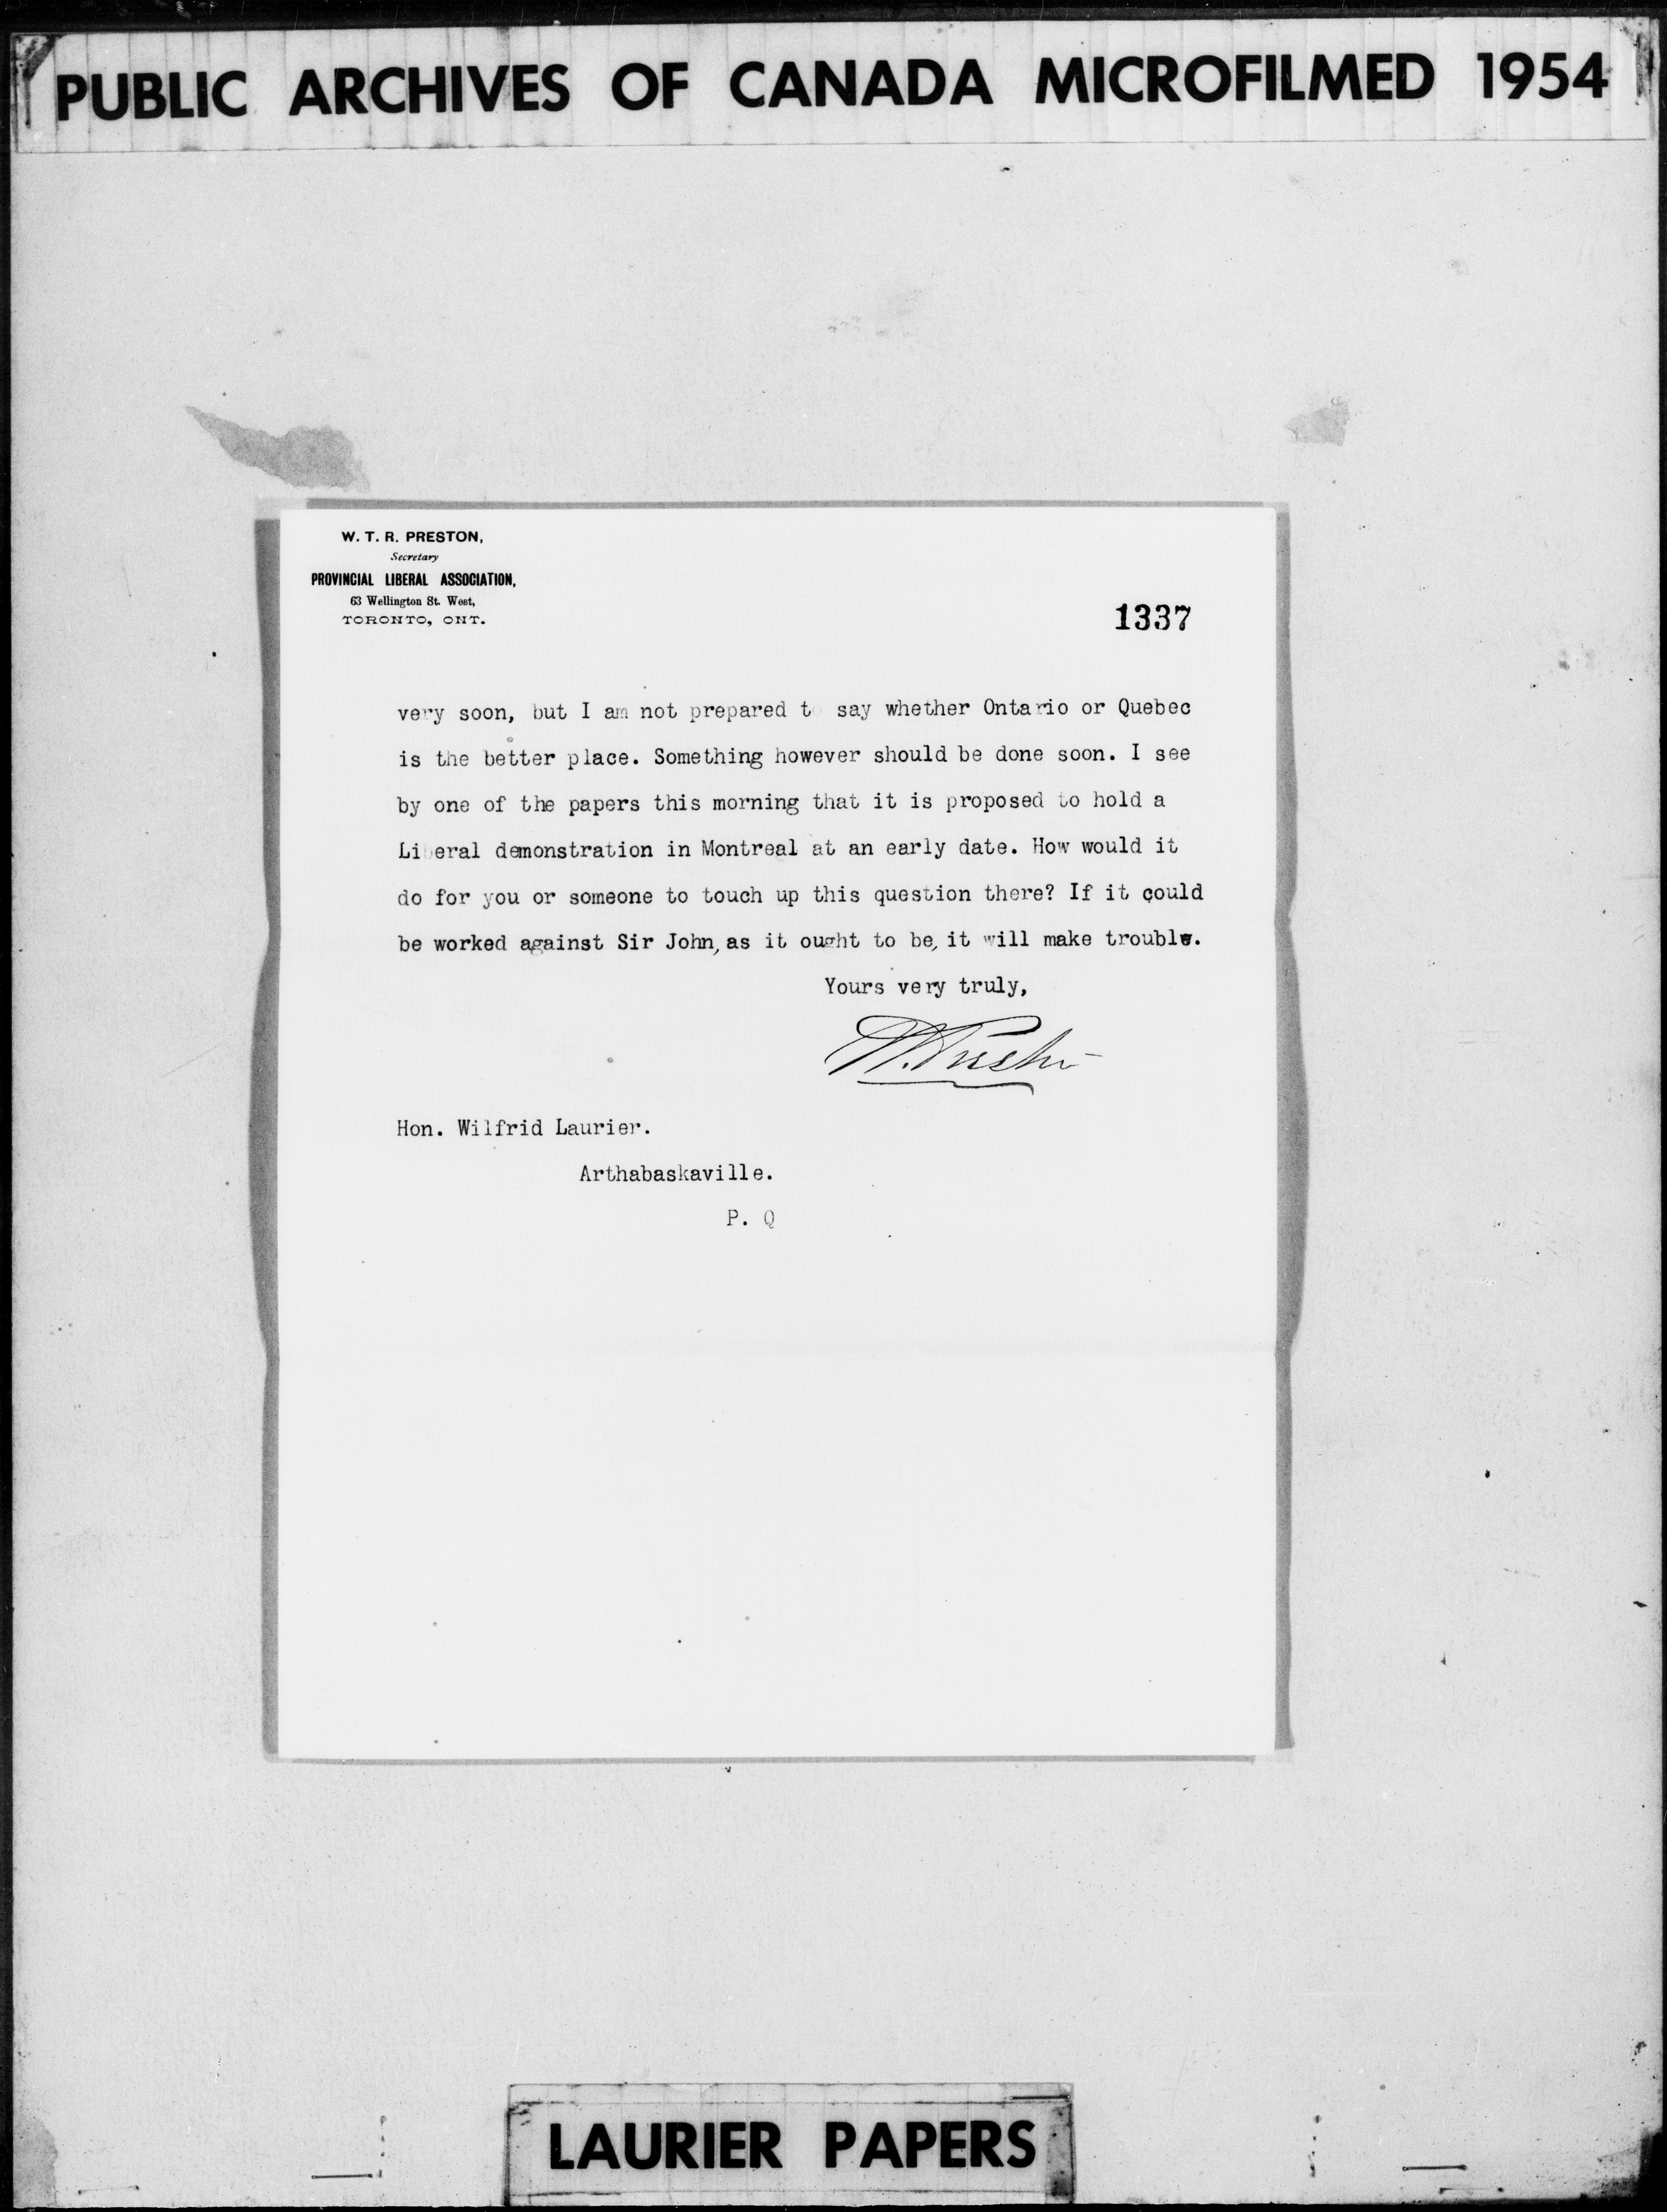 PUBLIC ARCHIVES OF CANADA MICROFILMED 1954
W. T. R. PRESTON,
Secretary
PROVINCIAL LIBERAL ASSOCIATION,
63 Wellington St. West,
TORONTO, ONT.
1337
very soon, but I am not prepared to say whether Ontario or Quebec
is the better place. Something however should be done soon. I see
by one of the papers this morning that it is proposed to hold a
Liberal demonstration in Montreal at an early date. How would it
do for you or someone to touch up this question there? If it could
be worked against Sir John, as it ought to be, it will make trouble.
Yours very truly,
W. Preston
Hon. Wilfrid Laurier.
Arthabaskaville.
P. Q
LAURIER PAPERS